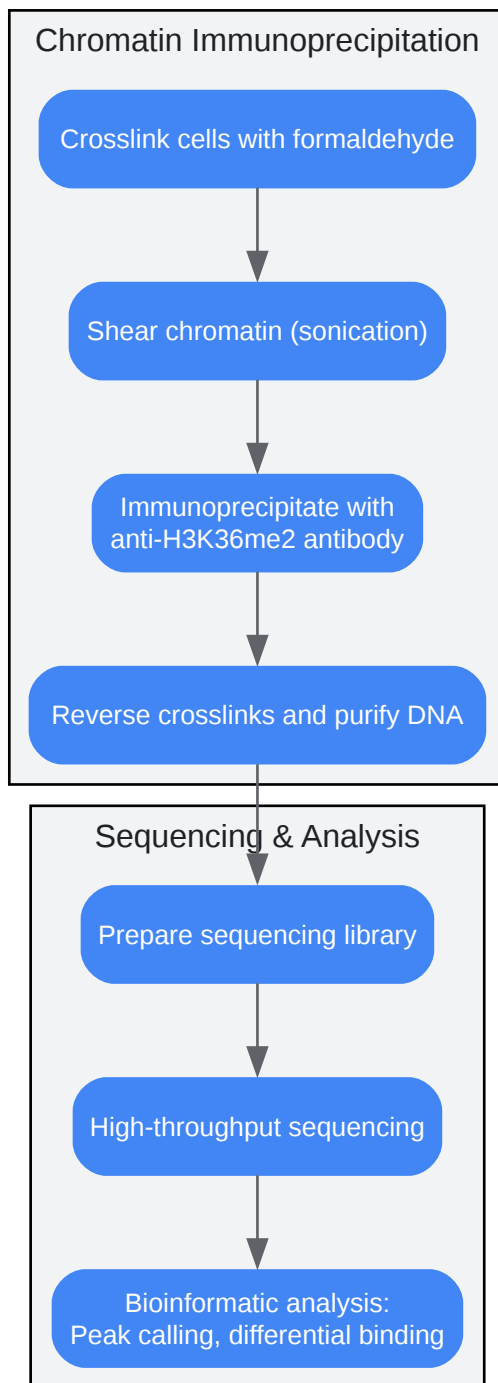 Chromatin Immunoprecipitation
Crosslink cells with formaldehyde
Shear chromatin (sonication)
Immunoprecipitate with
anti-H3K36me2 antibody
Reverse crosslinks and purify DNA
Sequencing & Analysis
Prepare sequencing library
High-throughput sequencing
Bioinformatic analysis:
Peak calling, differential binding